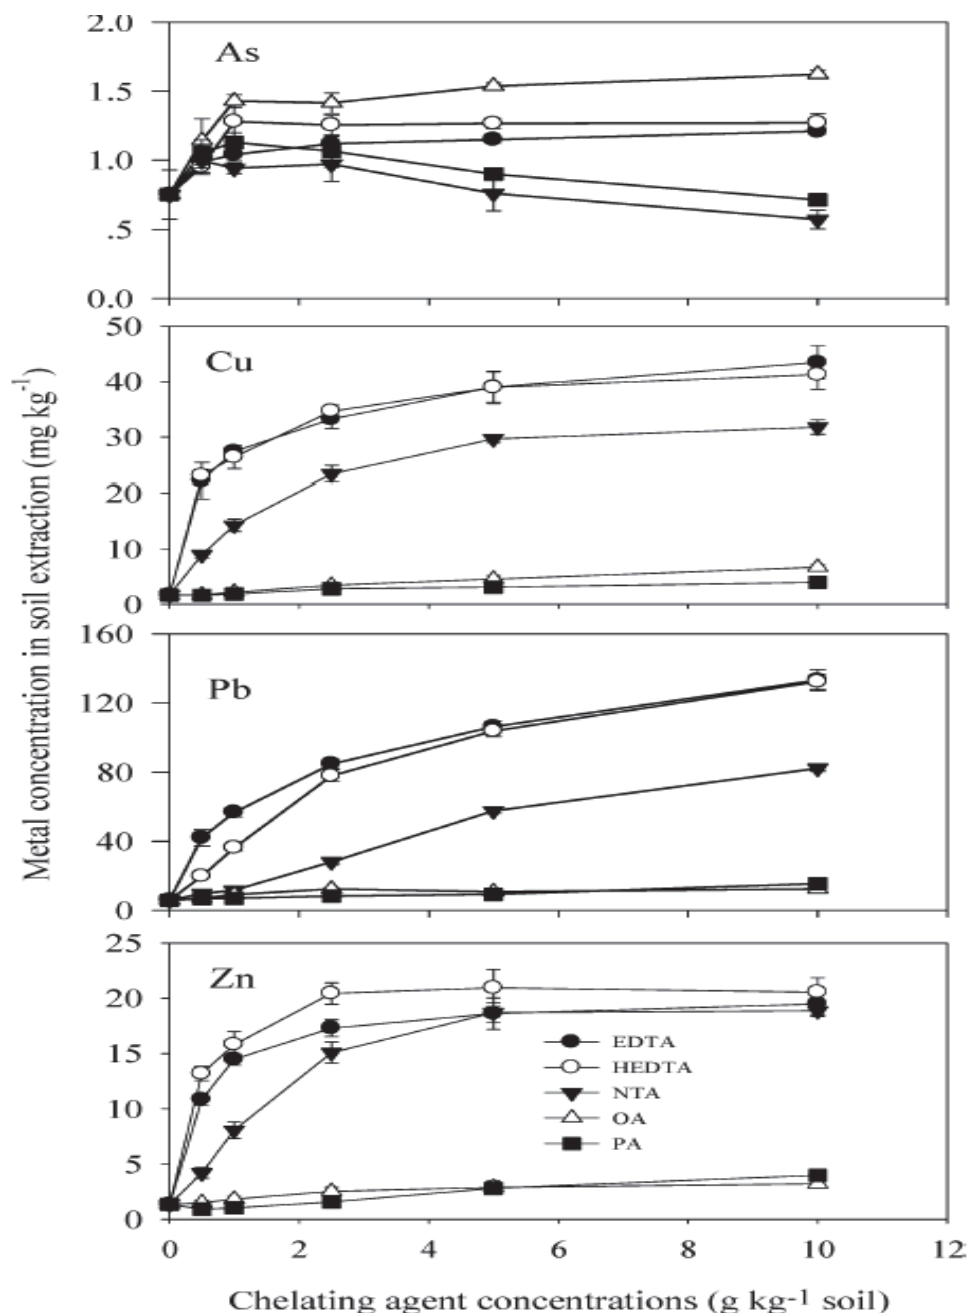 2.0
As
1.5
1.0
.5
0.0
50
Cu
40
30
20
10
0
160
Pb
120
80
40
0
25
Zn
20
15
10
5
0
EDTA
HEDTA
NTA
OA
PA
0 2 4 6 8 10 12
Metal concentration in soil extraction (mg kg-1)
Chelating agent concentrations (g kg-1 soil)